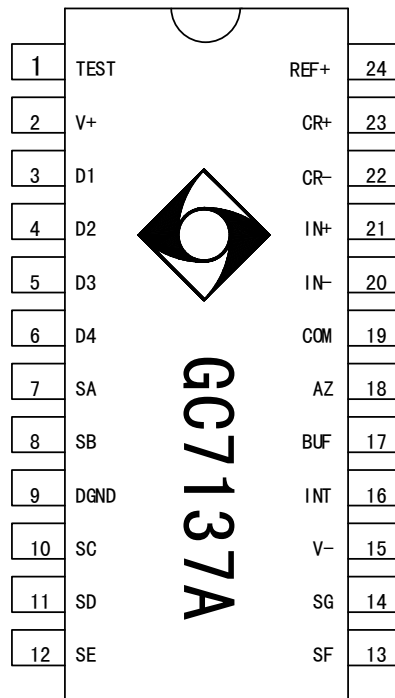 1 TEST REF+ 24
2 V+ CR+ 23
3 D1 CR- 22
4 D2 IN+ 21
5 D3 IN- 20
6 D4 COM 19
7 SA AZ 18
8 SB BUF 17
9 DGND INT 16
10 SC V- 15
11 SD SG 14
12 SE SF 13
GC7137A